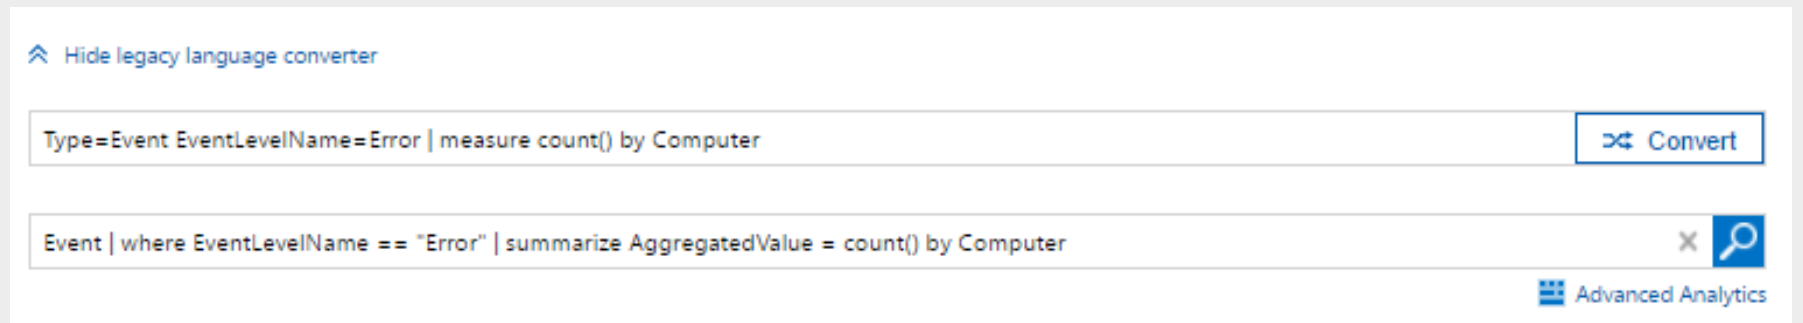 Hide legacy language converter
Type=Event EventLevelName=Error | measure count() by Computer
Convert
Event | where EventLevelName == "Error" | summarize AggregatedValue = count() by Computer
Advanced Analytics